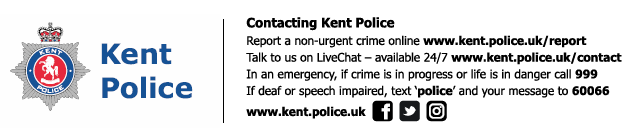 KENT
POLICE
Kent
Police
Contacting Kent Police
Report a non-urgent crime online www.kent.police.uk/report
Talk to us on LiveChat – available 24/7 www.kent.police.uk/contact
In an emergency, if crime is in progress or life is in danger call 999
If deaf or speech impaired, text ‘police’ and your message to 60066
www.kent.police.uk